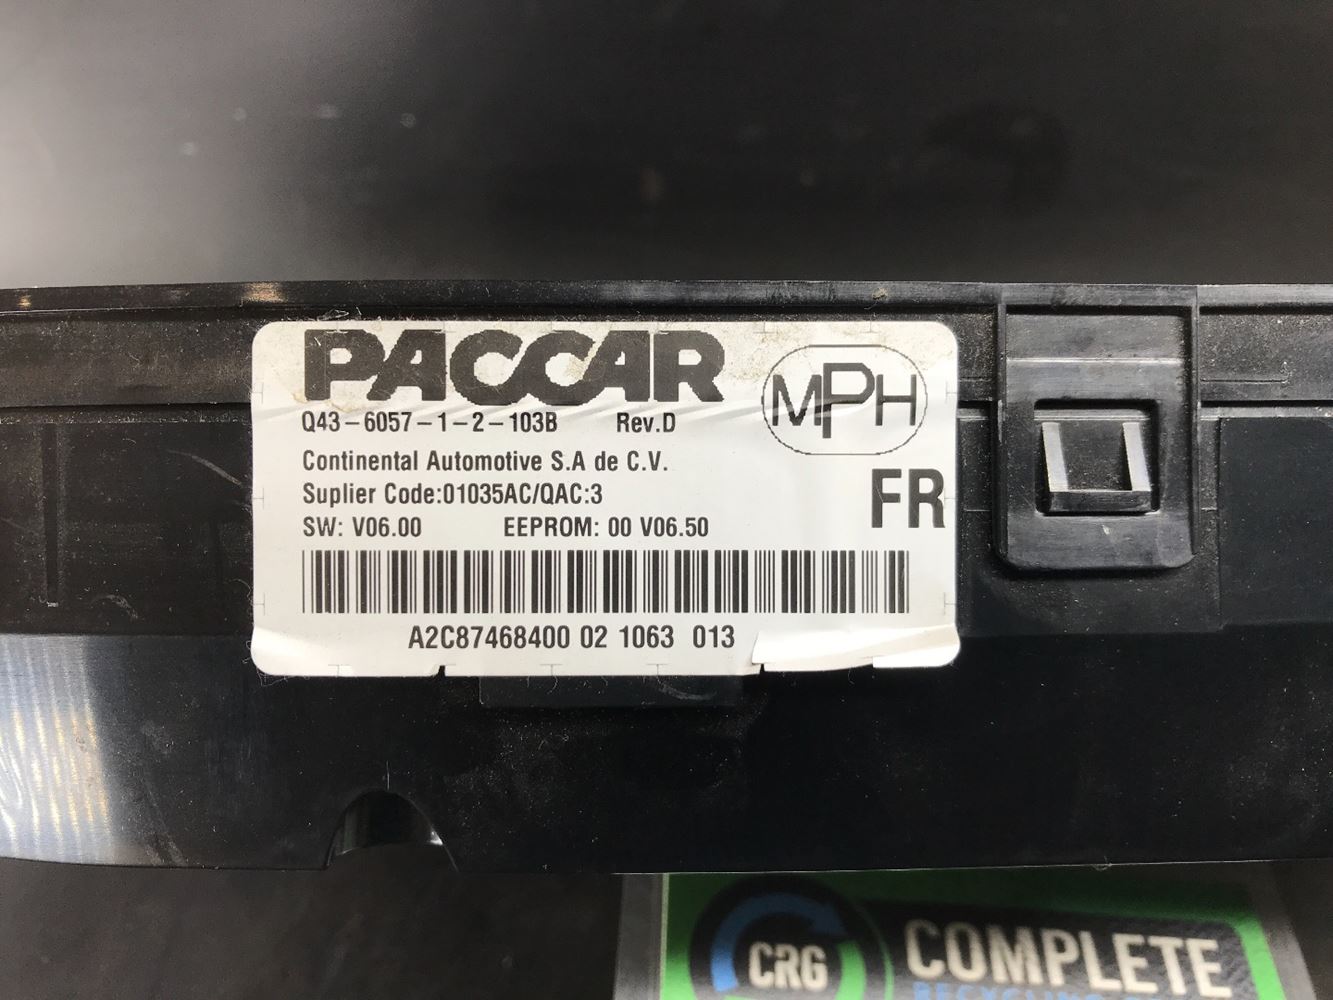 PACCAR
MPH
Q43-6057-1-2-103B Rev.D
Continental Automotive S.A de C.V.
Suplier Code:01035AC/QAC:3
FR
SW: V06.00 EEPROM: 00 V06.50
A2C87468400 02 1063 013
CRG
COMPLETE
RECYCLING